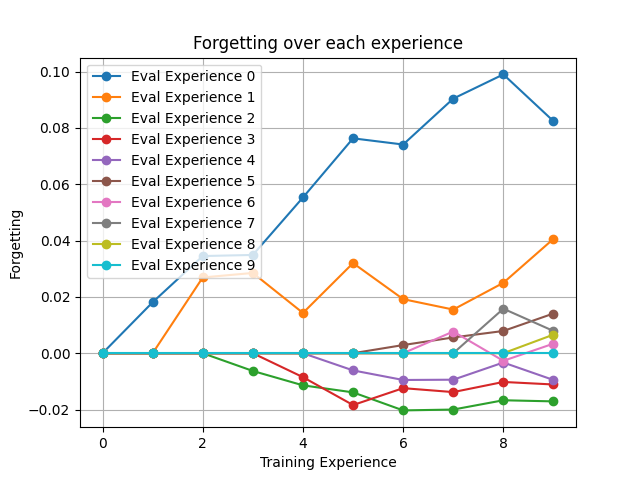 Forgetting over each experience
Eval Experience 0
Eval Experience 1
Eval Experience 2
Eval Experience 3
Eval Experience 4
Eval Experience 5
Eval Experience 6
Eval Experience 7
Eval Experience 8
Eval Experience 9
0.10
0.08
0.06
0.04
0.02
0.00
−0.02
Forgetting
0 2 4 6 8
Training Experience